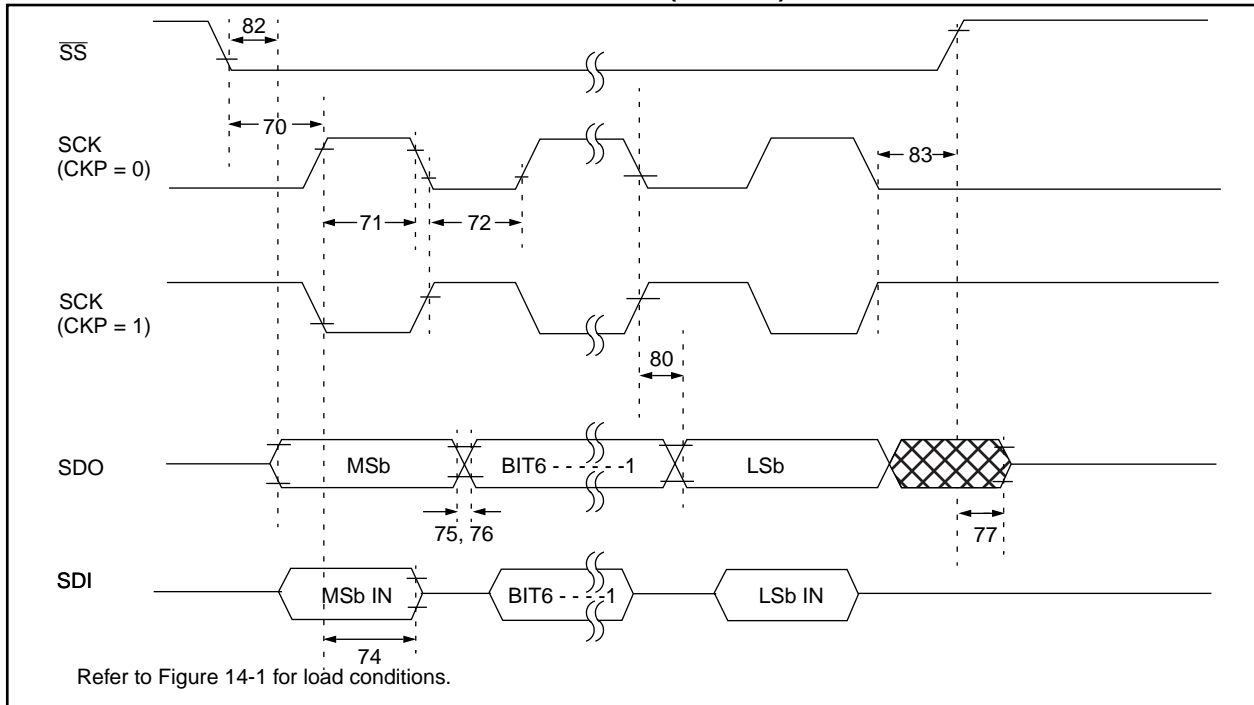 82
SS
70
SCK
(CKP = 0)
83
71
72
SCK
(CKP = 1)
80
SDO
MSb
BIT6 - - - - - -1
LSb
75, 76
77
SDI
MSb IN
BIT6 - - - -1
LSb IN
74
Refer to Figure 14-1 for load conditions.